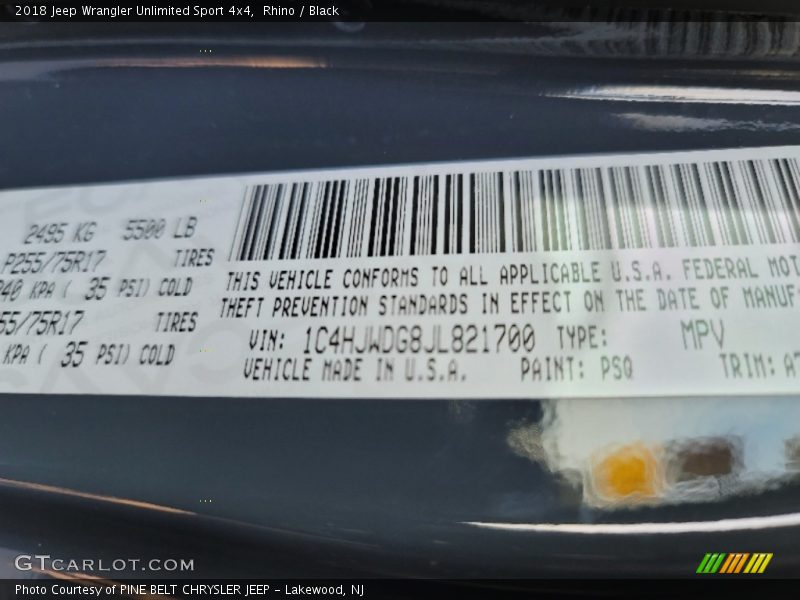 2018 Jeep Wrangler Unlimited Sport 4x4, Rhino / Black
2495 KG 5500 LB
P255/75R17 TIRES
240 KPA ( 35 PSI) COLD
55/75R17 TIRES
KPA ( 35 PSI) COLD
THIS VEHICLE CONFORMS TO ALL APPLICABLE U.S.A. FEDERAL MOT
THEFT PREVENTION STANDARDS IN EFFECT ON THE DATE OF MANUF
VIN: 1C4HJWDG8JL821700 TYPE: MPV
VEHICLE MADE IN U.S.A. PAINT: PSQ TRIM: A7
GTCARLOT.COM
Photo Courtesy of PINE BELT CHRYSLER JEEP - Lakewood, NJ